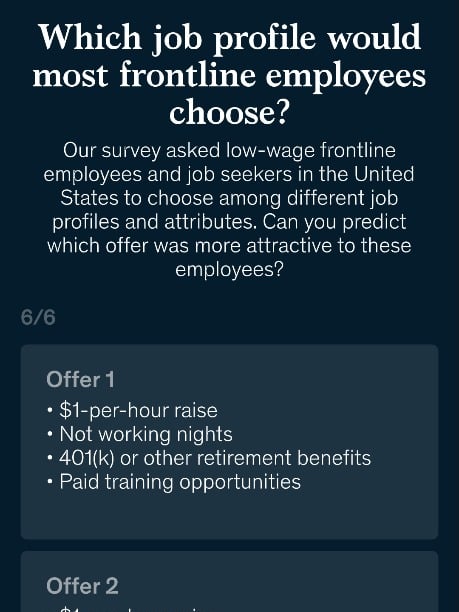 Which job profile would
most frontline employees
choose?
Our survey asked low-wage frontline
employees and job seekers in the United
States to choose among different job
profiles and attributes. Can you predict
which offer was more attractive to these
employees?
6/6
Offer 1
• $1-per-hour raise
• Not working nights
• 401(k) or other retirement benefits
• Paid training opportunities
Offer 2